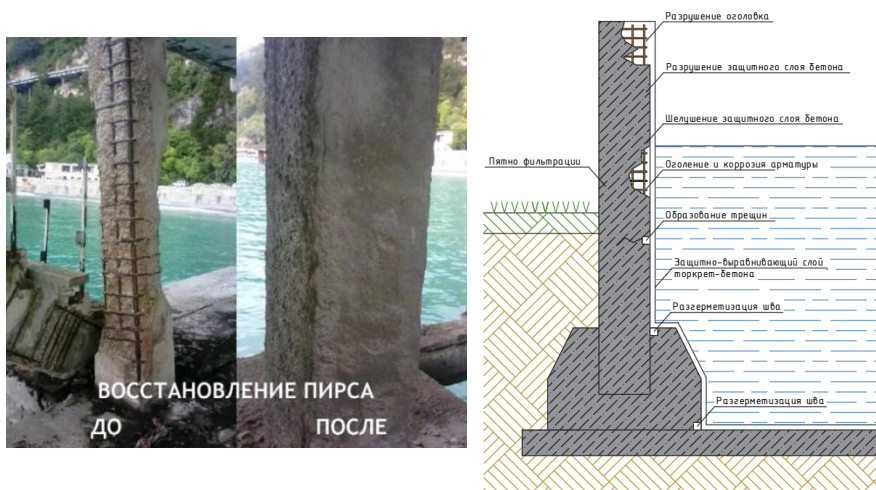 ВОССТАНОВЛЕНИЕ ПИРСА
ДО
ПОСЛЕ
Разрушение оголовка
Разрушение защитного слоя бетона
Шелушение защитного слоя бетона
Пятно фильтрации
Оголение и коррозия арматуры
Образование трещин
Защитно-выравнивающий слой
торкрет-бетона
Разгерметизация шва
Разгерметизация шва